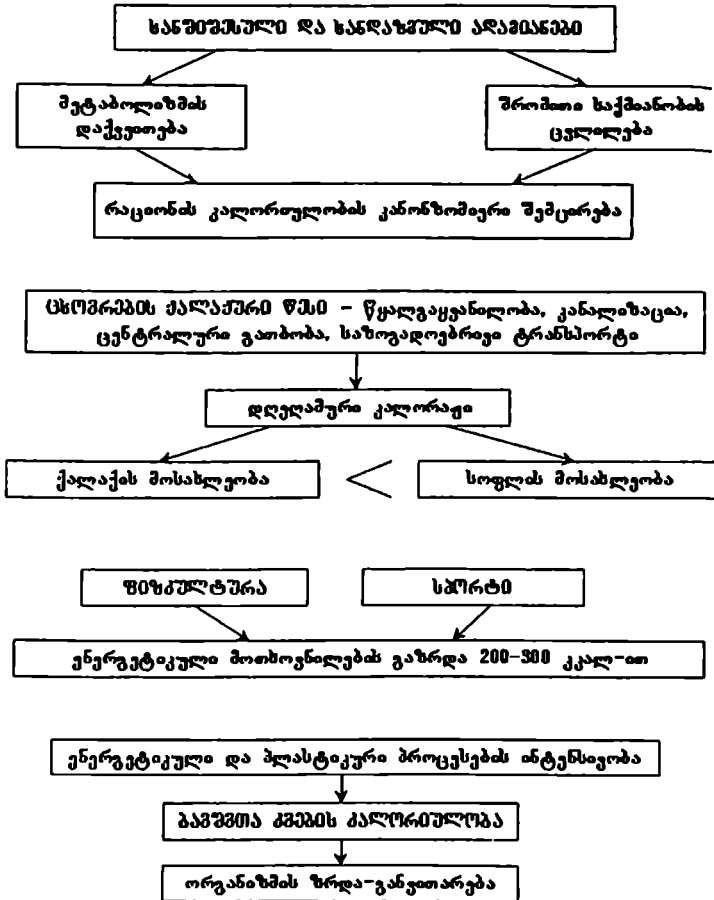 ხანშიშესული და ხანდაზმული ადამიანები
მეტაბოლიზმის
დაქვეითება
შრომითი საქმიანობის
ცვლილება
რაციონის კალორიულობის კანონზომიერი შემცირება
ცხოვრების ქალაქური წესი – წყალგაყვანილობა, კანალიზაცია,
ცენტრალური გათბობა, საზოგადოებრივი ტრანსპორტი
დღეღამური კალორაჟი
ქალაქის მოსახლეობა < სოფლის მოსახლეობა
ფიზკულტურა
სპორტი
ენერგეტიკული მოთხოვნილების გაზრდა 200-300 კკალ-ით
ენერგეტიკული და პლასტიკური პროცესების ინტენსივობა
ბავშვთა კვების კალორიულობა
ორგანიზმის ზრდა-განვითარება